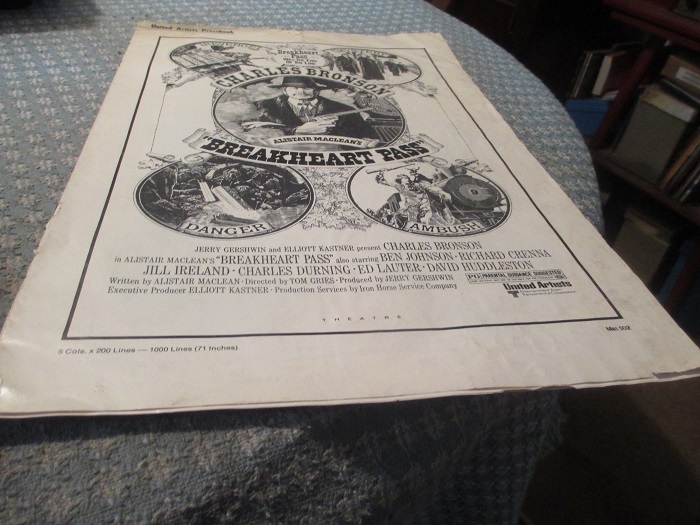 United Artists Pressbook
Breakheart
Pass
CHARLES BRONSON
ALISTAIR MACLEAN'S
"BREAKHEART PASS"
DANGER
AMBUSH
JERRY GERSHWIN and ELLIOTT KASTNER present CHARLES BRONSON
in ALISTAIR MACLEAN'S "BREAKHEART PASS" also starring BEN JOHNSON · RICHARD CRENNA
JILL IRELAND · CHARLES DURNING · ED LAUTER · DAVID HUDDLESTON
Written by ALISTAIR MACLEAN · Directed by TOM GRIES · Produced by JERRY GERSHWIN
Executive Producer ELLIOTT KASTNER · Production Services by Iron Horse Service Company
PG PARENTAL GUIDANCE SUGGESTED
United Artists
THEATRE
5 Cols. x 200 Lines — 1000 Lines (71 Inches)
Mat 502